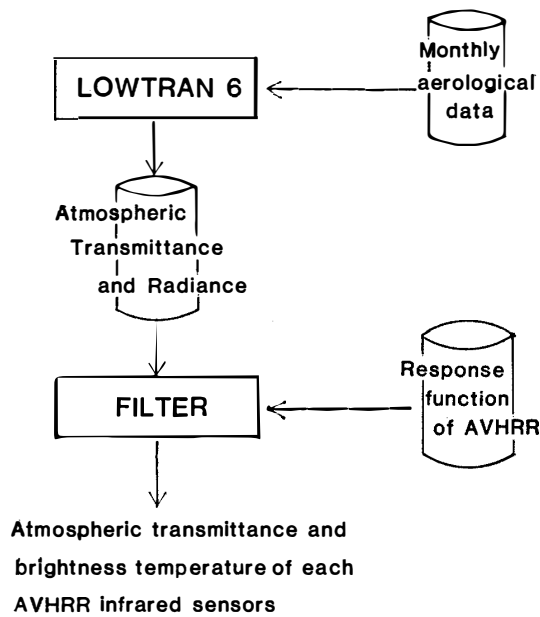 Monthly
aerological
data
LOWTRAN 6
Atmospheric
Transmittance
and Radiance
Response
function
of AVHRR
FILTER
Atmospheric transmittance and
brightness temperature of each
AVHRR infrared sensors